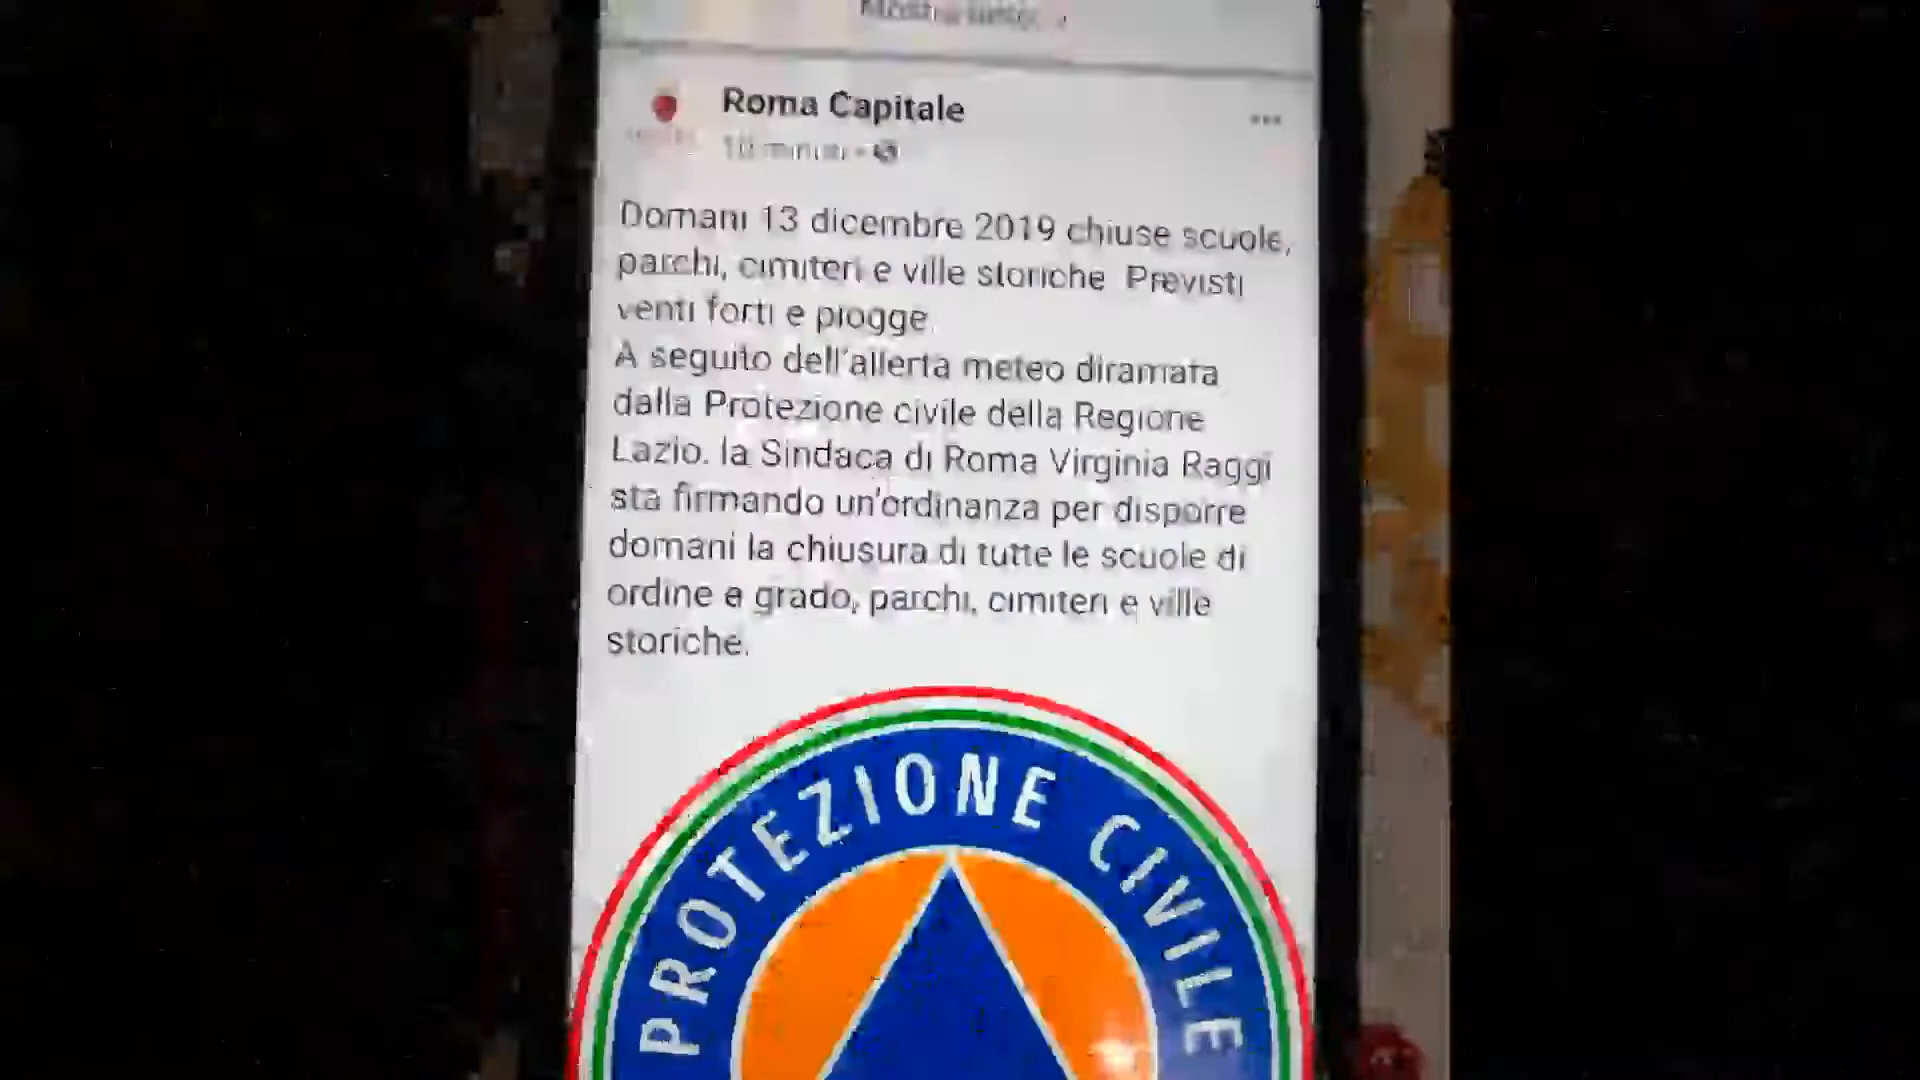 Roma Capitale
10 minuti
Domani 13 dicembre 2019 chiuse scuole,
parchi, cimiteri e ville storiche. Previsti
venti forti e piogge.
A seguito dell'allerta meteo diramata
dalla Protezione civile della Regione
Lazio, la Sindaca di Roma Virginia Raggi
sta firmando un'ordinanza per disporre
domani la chiusura di tutte le scuole di
ordine e grado, parchi, cimiteri e ville
storiche.
PROTEZIONE CIVILE